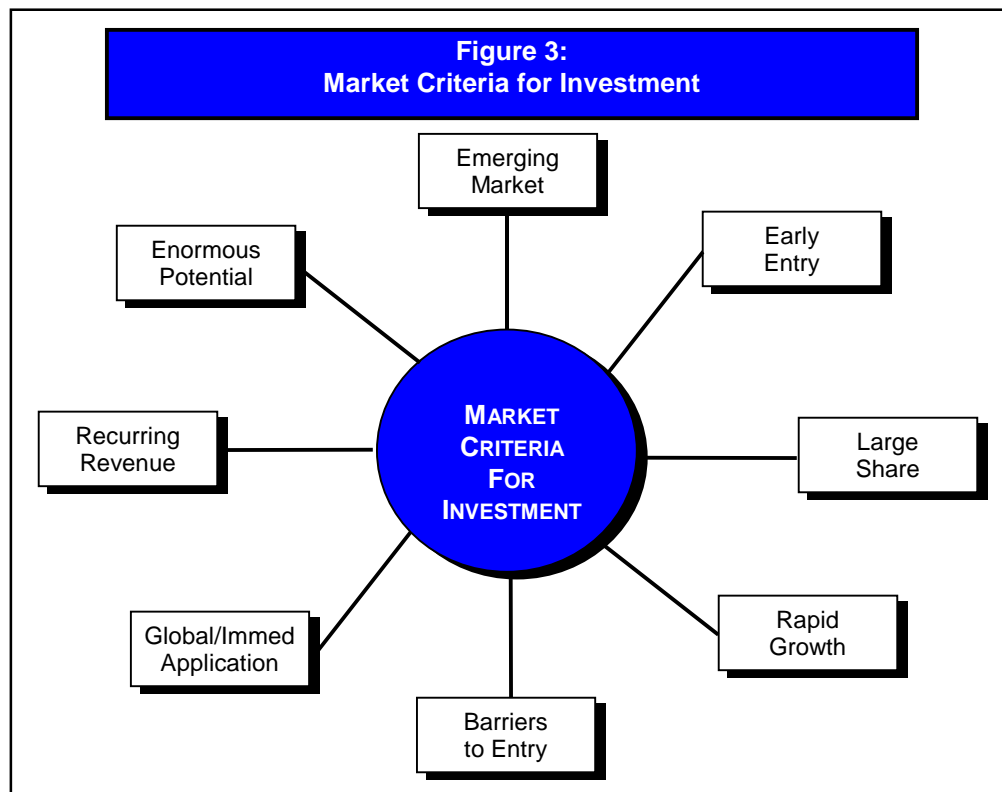 Figure 3:
Market Criteria for Investment
Emerging
Market
Enormous
Potential
Early
Entry
Recurring
Revenue
MARKET
CRITERIA
FOR
INVESTMENT
Large
Share
Global/Immed
Application
Rapid
Growth
Barriers
to Entry